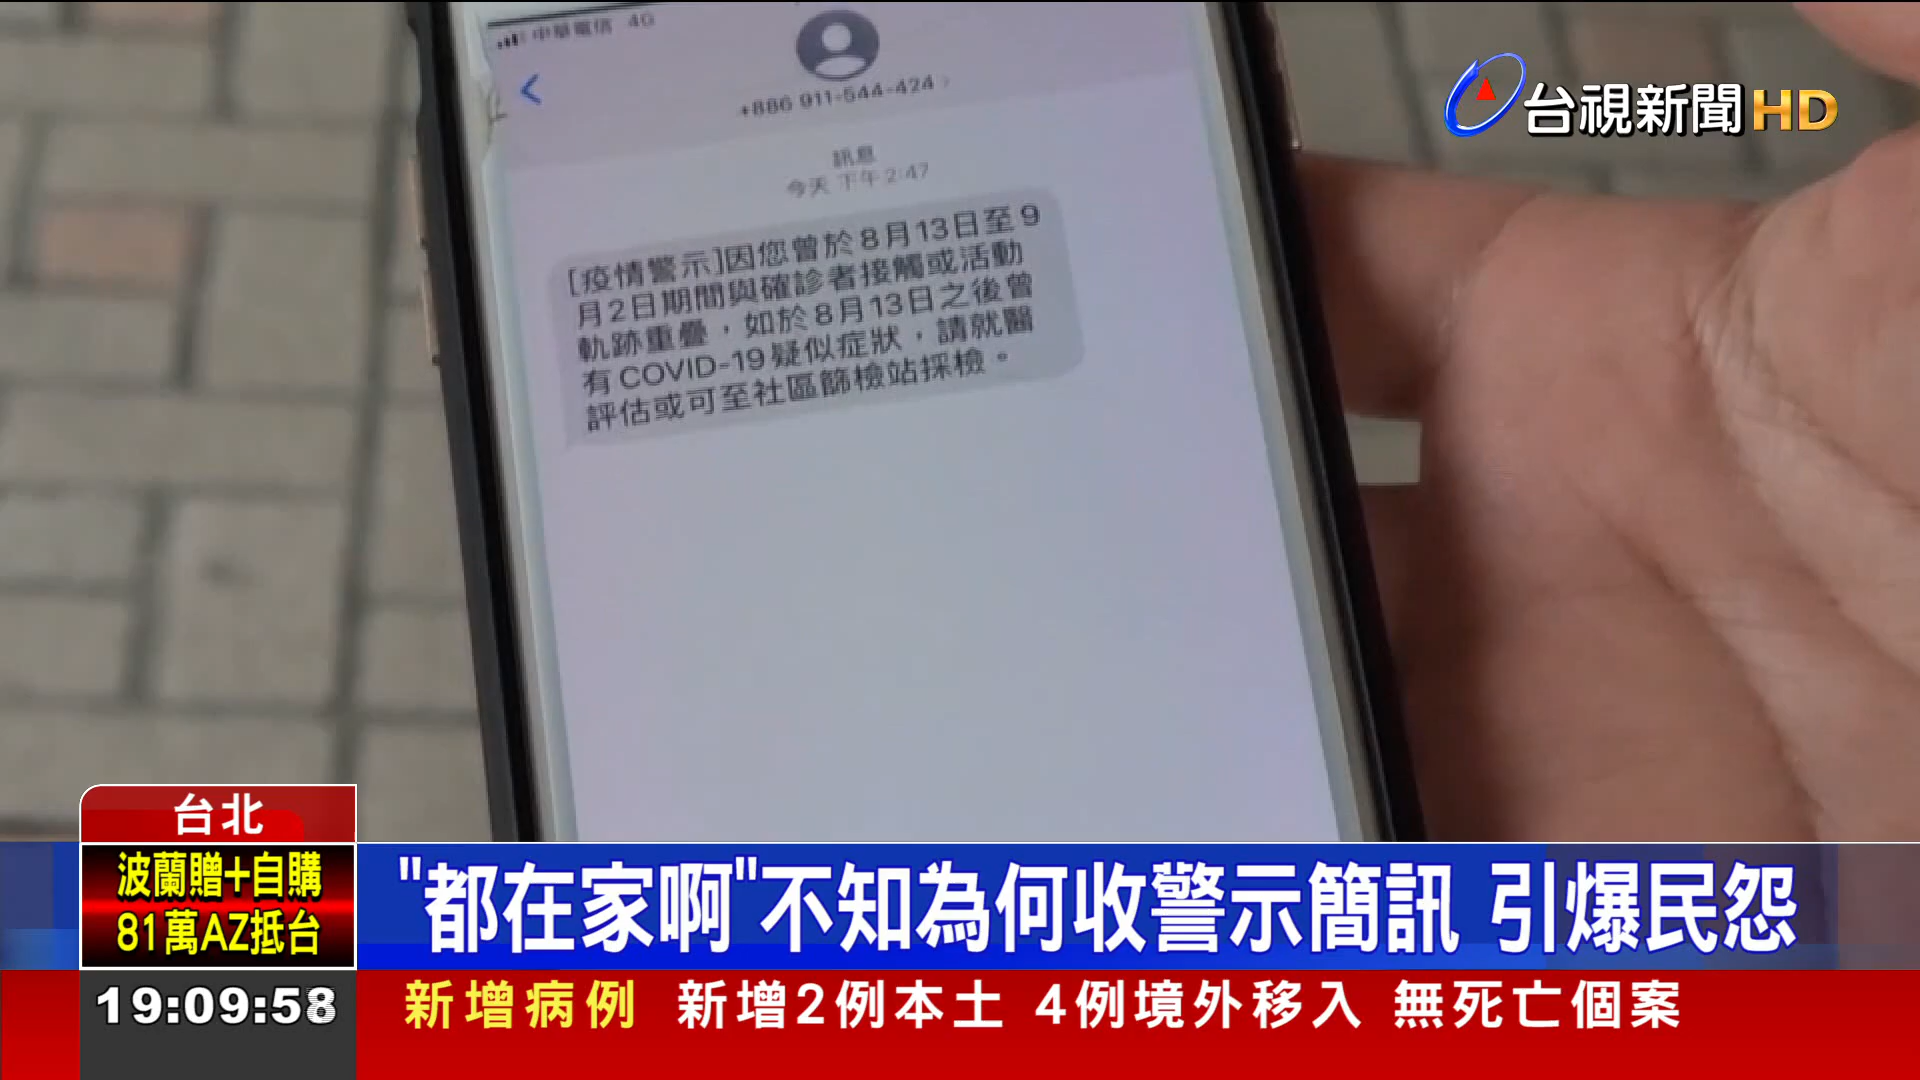 中華電信 4G
+886 911-544-424
台視新聞HD
訊息
今天 下午2:47
[疫情警示]因您曾於8月13日至9
月2日期間與確診者接觸或活動
軌跡重疊，如於8月13日之後曾
有COVID-19疑似症狀，請就醫
評估或可至社區篩檢站採檢。
台北
波蘭贈+自購
81萬AZ抵台
"都在家啊"不知為何收警示簡訊 引爆民怨
19:09:58
新增病例 新增2例本土 4例境外移入 無死亡個案